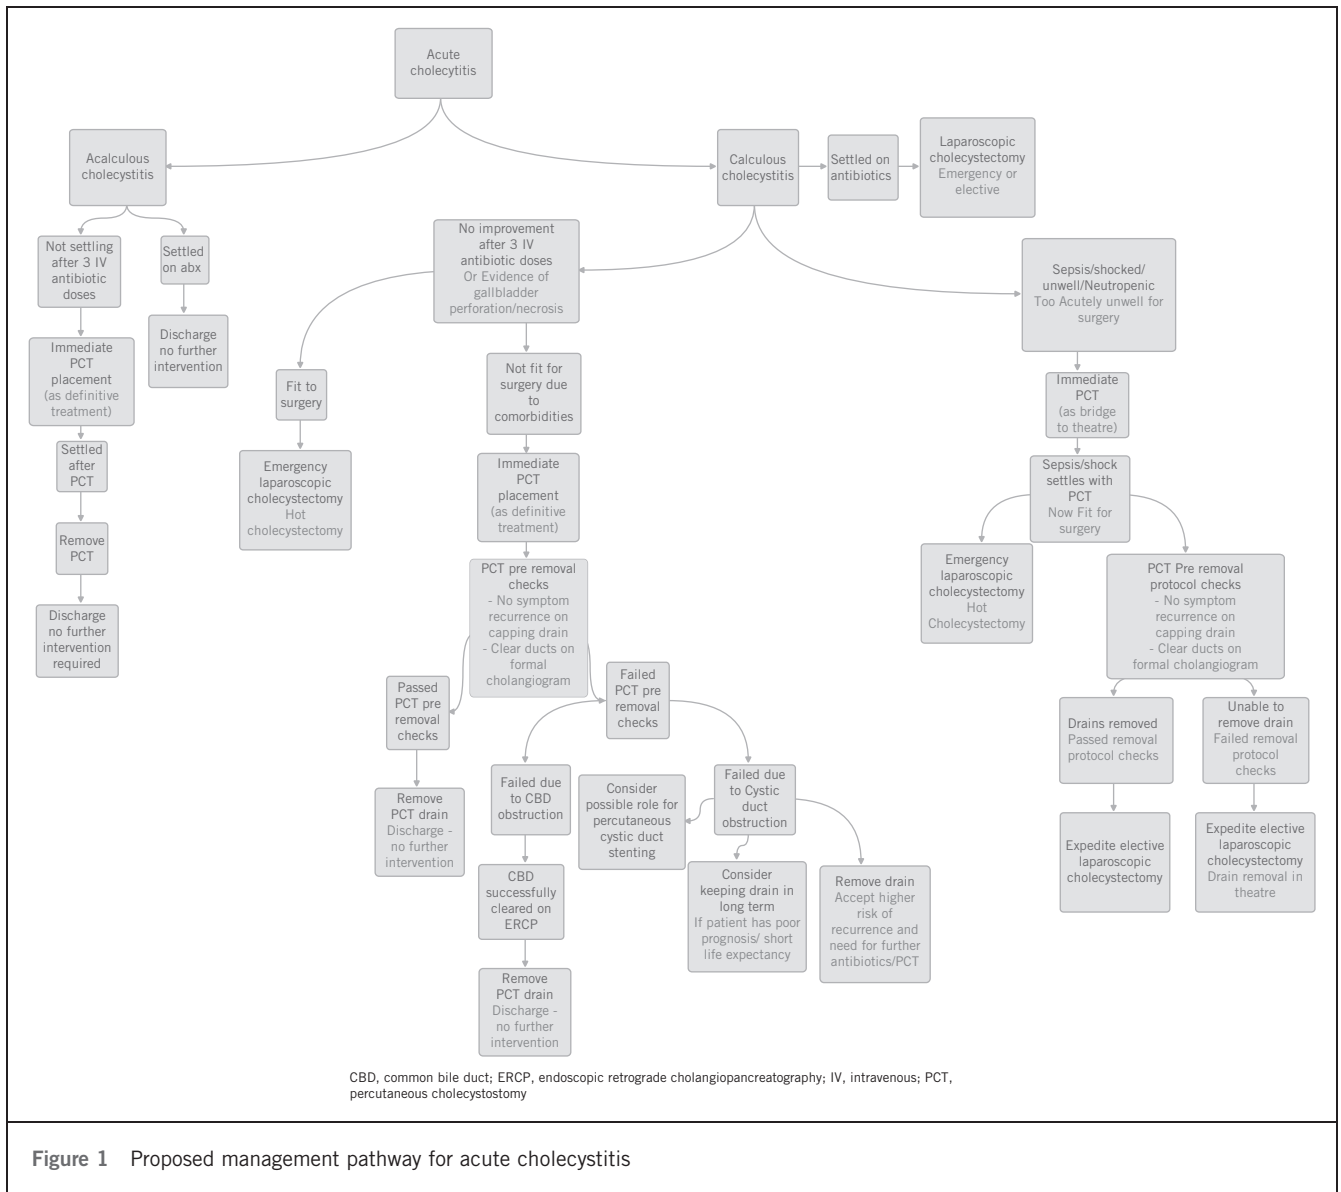 Acute
cholecytitis
Acalculous
cholecystitis
Calculous
cholecystitis
Settled on
antibiotics
Laparoscopic
cholecystectomy
Emergency or
elective
Not settling
after 3 IV
antibiotic
doses
Settled
on abx
No improvement
after 3 IV
antibiotic doses
Or Evidence of
gallbladder
perforation/necrosis
Sepsis/shocked/
unwell/Neutropenic
Too Acutely unwell for
surgery
Immediate
PCT
placement
(as definitive
treatment)
Discharge
no further
intervention
Fit to
surgery
Not fit for
surgery due
to
comorbidities
Immediate
PCT
(as bridge
to theatre)
Settled
after
PCT
Emergency
laparoscopic
cholecystectomy
Hot
cholecystectomy
Immediate
PCT
placement
(as definitive
treatment)
Sepsis/shock
settles with
PCT
Now Fit for
surgery
Remove
PCT
Emergency
laparoscopic
cholecystectomy
Hot
Cholecystectomy
PCT Pre removal
protocol checks
- No symptom
recurrence on
capping drain
- Clear ducts on
formal cholangiogram
PCT pre removal
checks
- No symptom
recurrence on
capping drain
- Clear ducts on
formal
cholangiogram
Discharge
no further
intervention
required
Passed
PCT pre
removal
checks
Failed
PCT pre
removal
checks
Drains removed
Passed removal
protocol checks
Unable to
remove drain
Failed removal
protocol
checks
Remove
PCT drain
Discharge -
no further
intervention
Failed due
to CBD
obstruction
Consider
possible role for
percutaneous
cystic duct
stenting
Failed due
to Cystic
duct
obstruction
Expedite elective
laparoscopic
cholecystectomy
Expedite elective
laparoscopic
cholecystectomy
Drain removal in
theatre
CBD
successfully
cleared on
ERCP
Consider
keeping drain in
long term
If patient has poor
prognosis/ short
life expectancy
Remove drain
Accept higher
risk of
recurrence and
need for further
antibiotics/PCT
Remove
PCT drain
Discharge -
no further
intervention
CBD, common bile duct; ERCP, endoscopic retrograde cholangiopancreatography; IV, intravenous; PCT,
percutaneous cholecystostomy
Figure 1 Proposed management pathway for acute cholecystitis